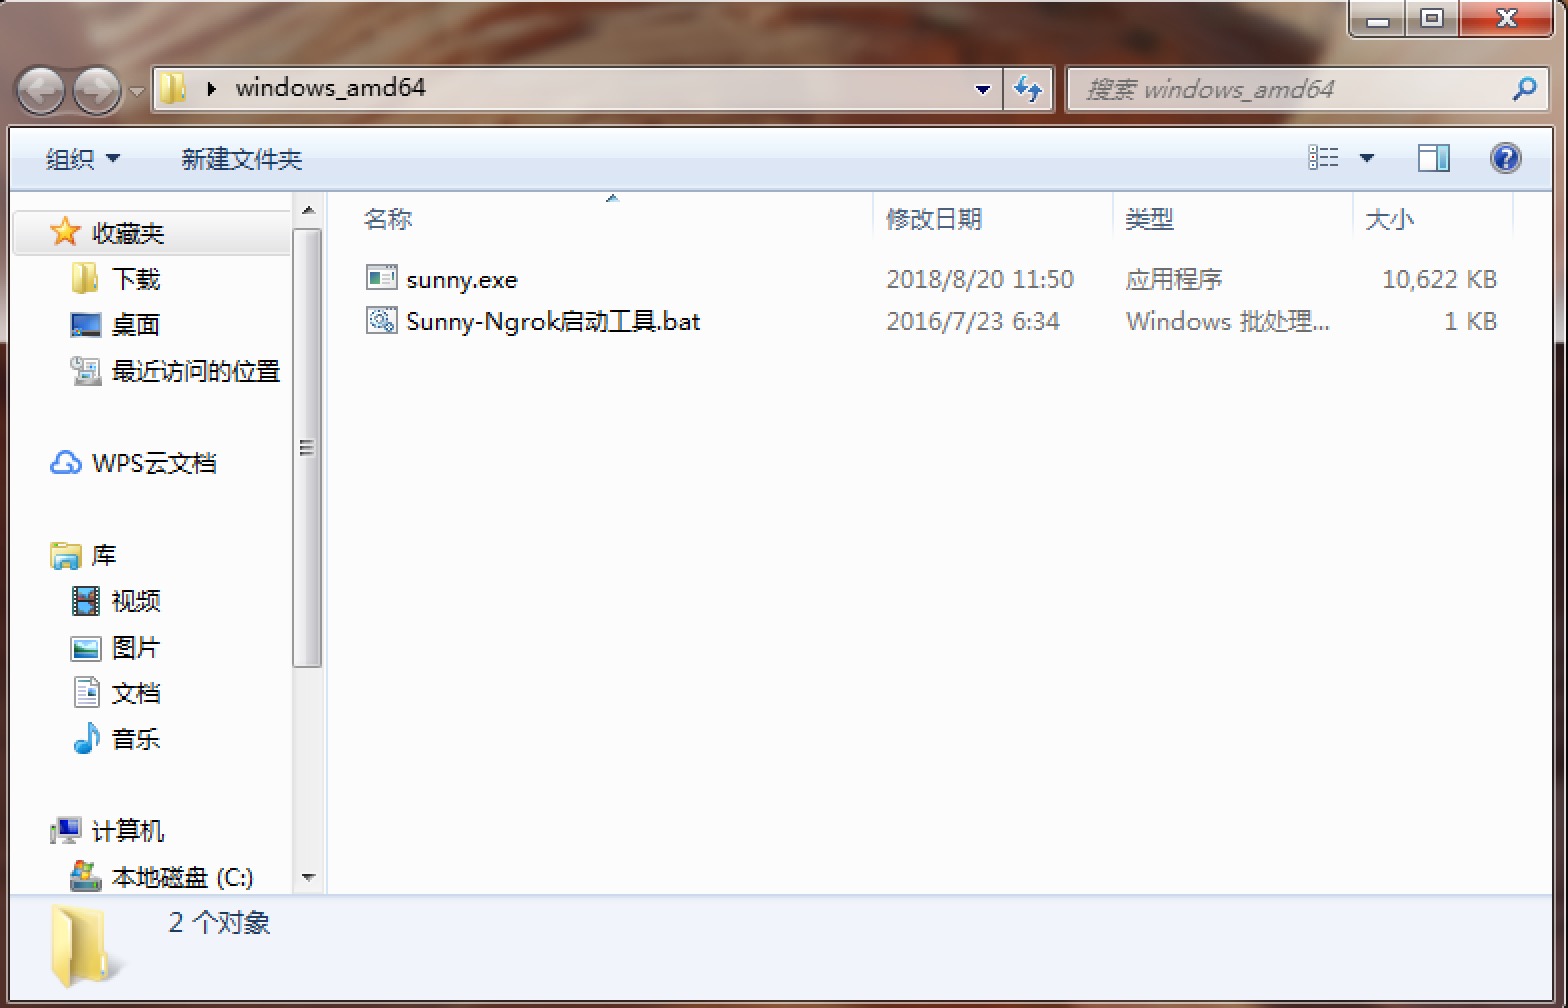 windows_amd64
搜索 windows_amd64
组织
新建文件夹
收藏夹
下载
桌面
最近访问的位置
WPS云文档
库
视频
图片
文档
音乐
计算机
本地磁盘 (C:)
名称 修改日期 类型 大小
sunny.exe 2018/8/20 11:50 应用程序 10,622 KB
Sunny-Ngrok启动工具.bat 2016/7/23 6:34 Windows 批处理... 1 KB
2 个对象